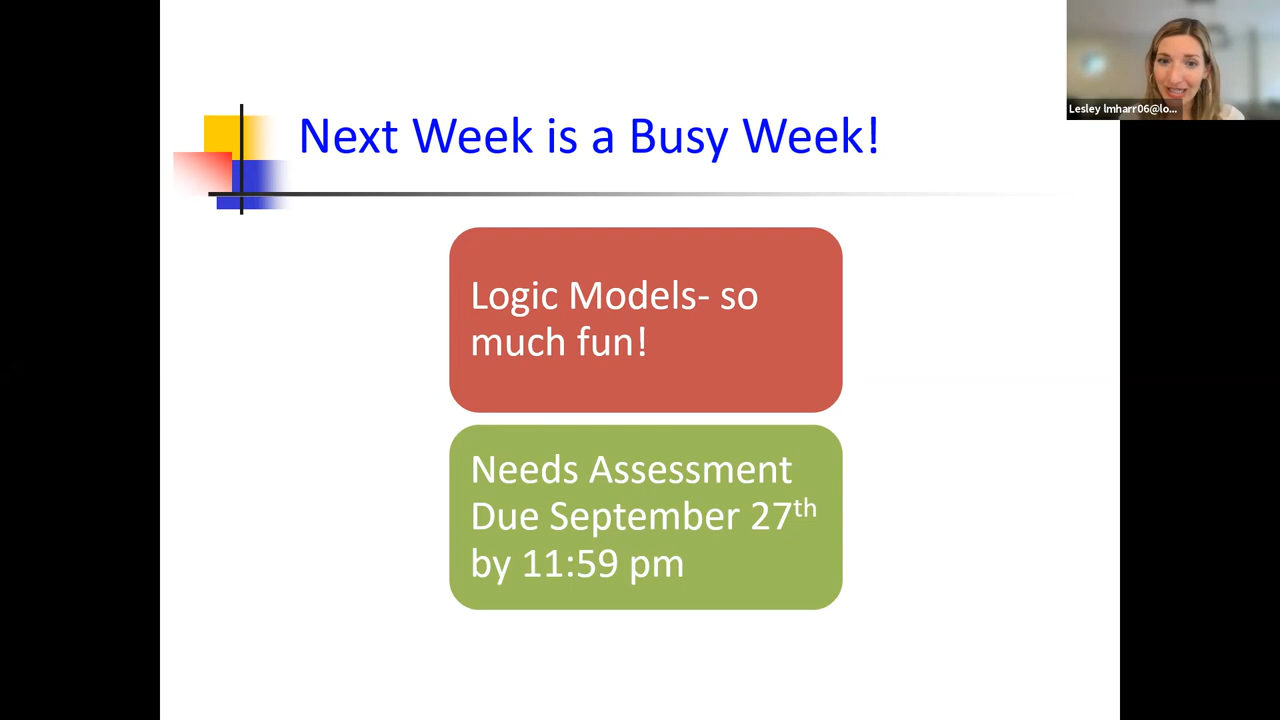 Lesley lmharr06@lo...
Next Week is a Busy Week!
Logic Models- so
much fun!
Needs Assessment
Due September 27th
by 11:59 pm